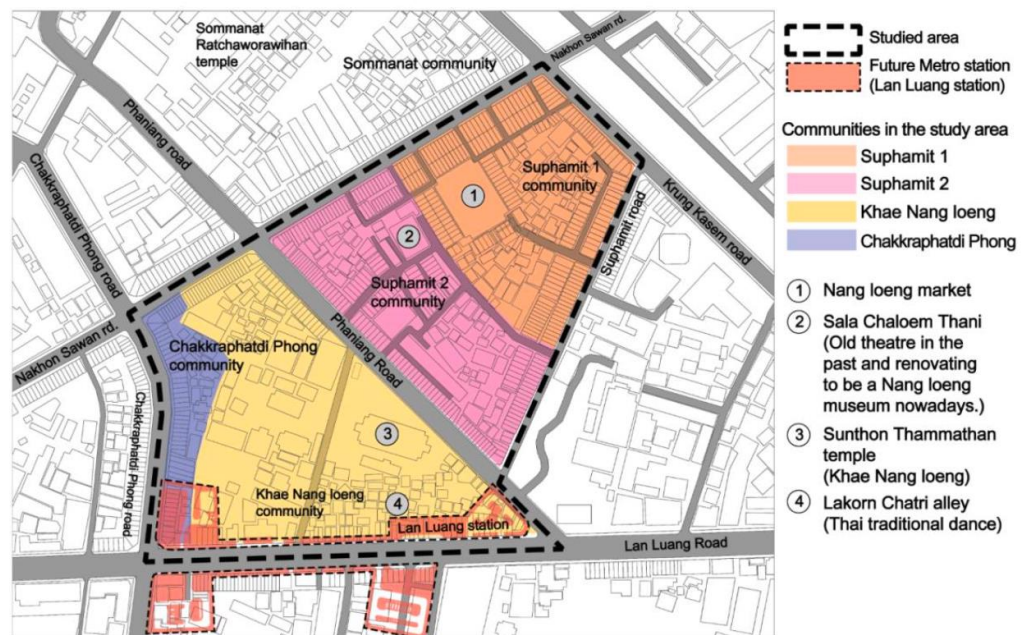 Sommanat
Ratchaworawihan
temple
Sommanat community
Nakhon Sawan rd.
Phaniang road
Chakkraphatdi Phong road
Suphamit 1
community
1
Krung Kasem road
Suphamit road
2
Suphamit 2
community
Phaniang Road
Nakhon Sawan rd.
Chakkraphatdi Phong
community
Chakkraphatdi Phong road
3
Khae Nang loeng
community
4
Lan Luang station
Lan Luang Road
Studied area
Future Metro station
(Lan Luang station)
Communities in the study area
Suphamit 1
Suphamit 2
Khae Nang loeng
Chakkraphatdi Phong
1 Nang loeng market
2 Sala Chaloem Thani
(Old theatre in the
past and renovating
to be a Nang loeng
museum nowadays.)
3 Sunthon Thammathan
temple
(Khae Nang loeng)
4 Lakorn Chatri alley
(Thai traditional dance)